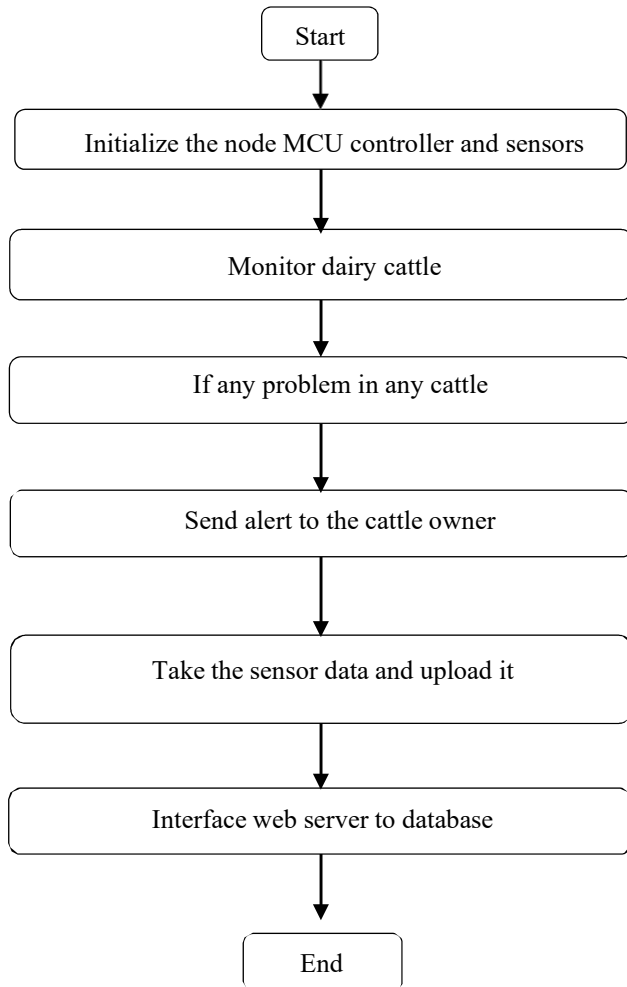 Start
Initialize the node MCU controller and sensors
Monitor dairy cattle
If any problem in any cattle
Send alert to the cattle owner
Take the sensor data and upload it
Interface web server to database
End